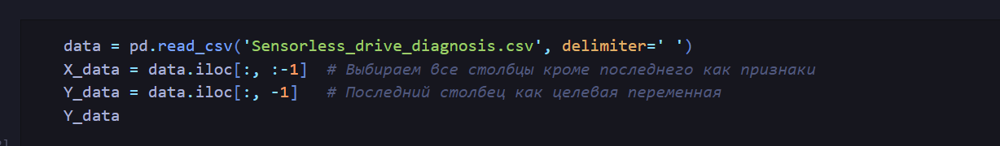 data = pd.read_csv('Sensorless_drive_diagnosis.csv', delimiter=' ')
X_data = data.iloc[:, :-1]  # Выбираем все столбцы кроме последнего как признаки
Y_data = data.iloc[:, -1]   # Последний столбец как целевая переменная
Y_data